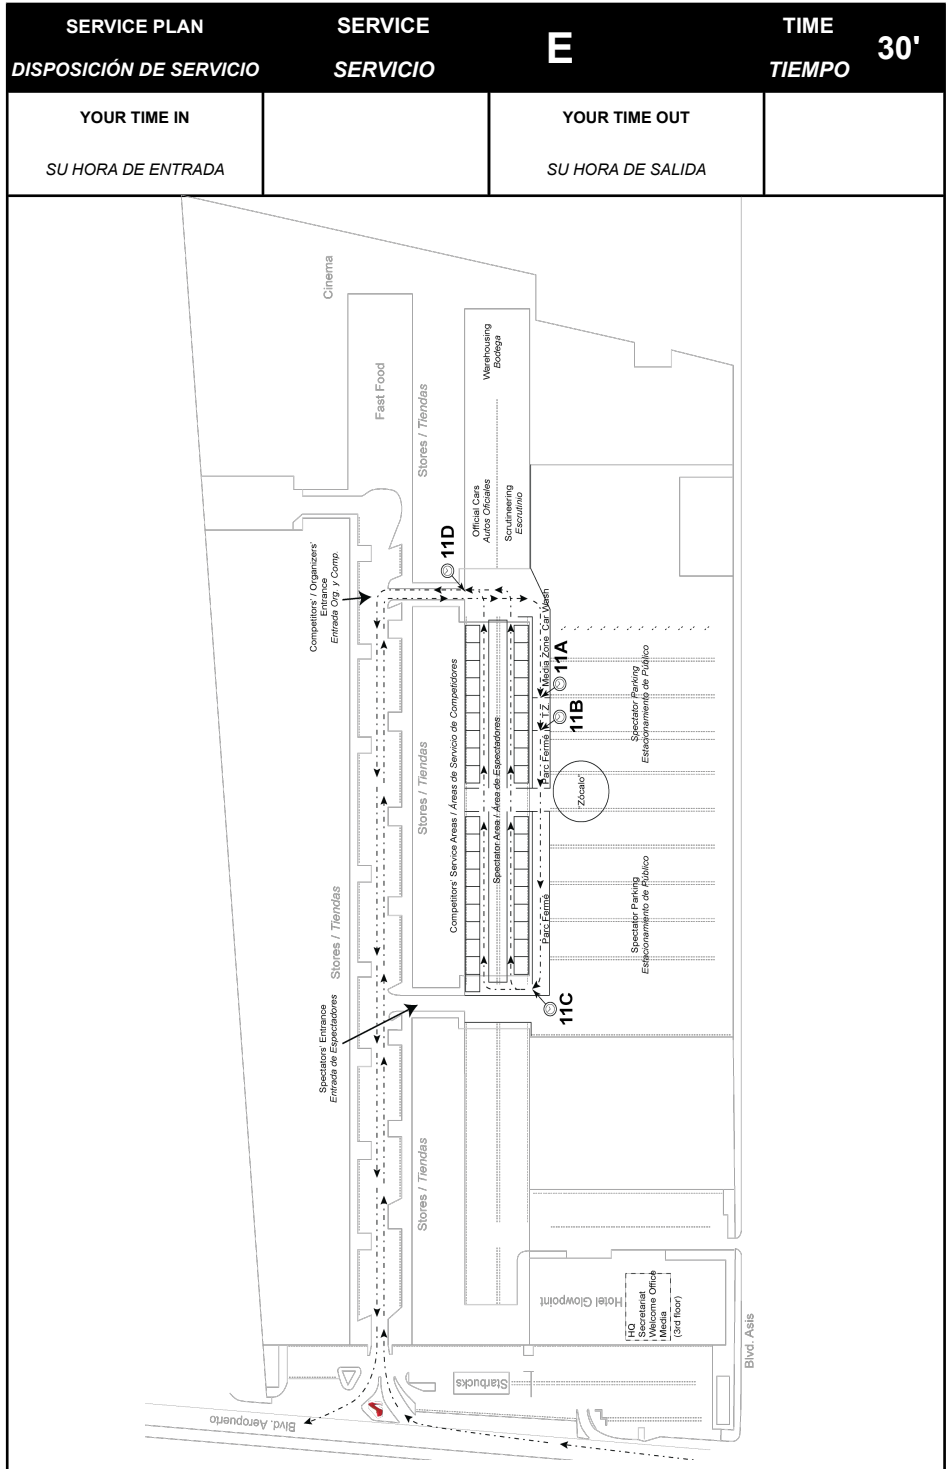 SERVICE PLAN
DISPOSICIÓN DE SERVICIO
SERVICE
SERVICIO
E
TIME
TIEMPO
30'
YOUR TIME IN
SU HORA DE ENTRADA
YOUR TIME OUT
SU HORA DE SALIDA
Cinema
Fast Food
Stores / Tiendas
Warehousing
Bodega
Official Cars
Autos Oficiales
Scrutineering
Escrutinio
11D
Competitors' / Organizers'
Entrance
Entrada Org. y Comp.
Car Wash
Media Zone
11A
T.Z.
11B
Parc Fermé
Competitors' Service Areas / Áreas de Servicio de Competidores
Spectator Area / Área de Espectadores
Stores / Tiendas
"Zócalo"
Spectator Parking
Estacionamiento de Público
Spectator Parking
Estacionamiento de Público
Parc Fermé
11C
Stores / Tiendas
Spectators' Entrance
Entrada de Espectadores
Stores / Tiendas
Hotel Glowpoint
HQ
Secretariat
Welcome Office
Media
(3rd floor)
Starbucks
Blvd. Asis
Blvd. Aeropuerto